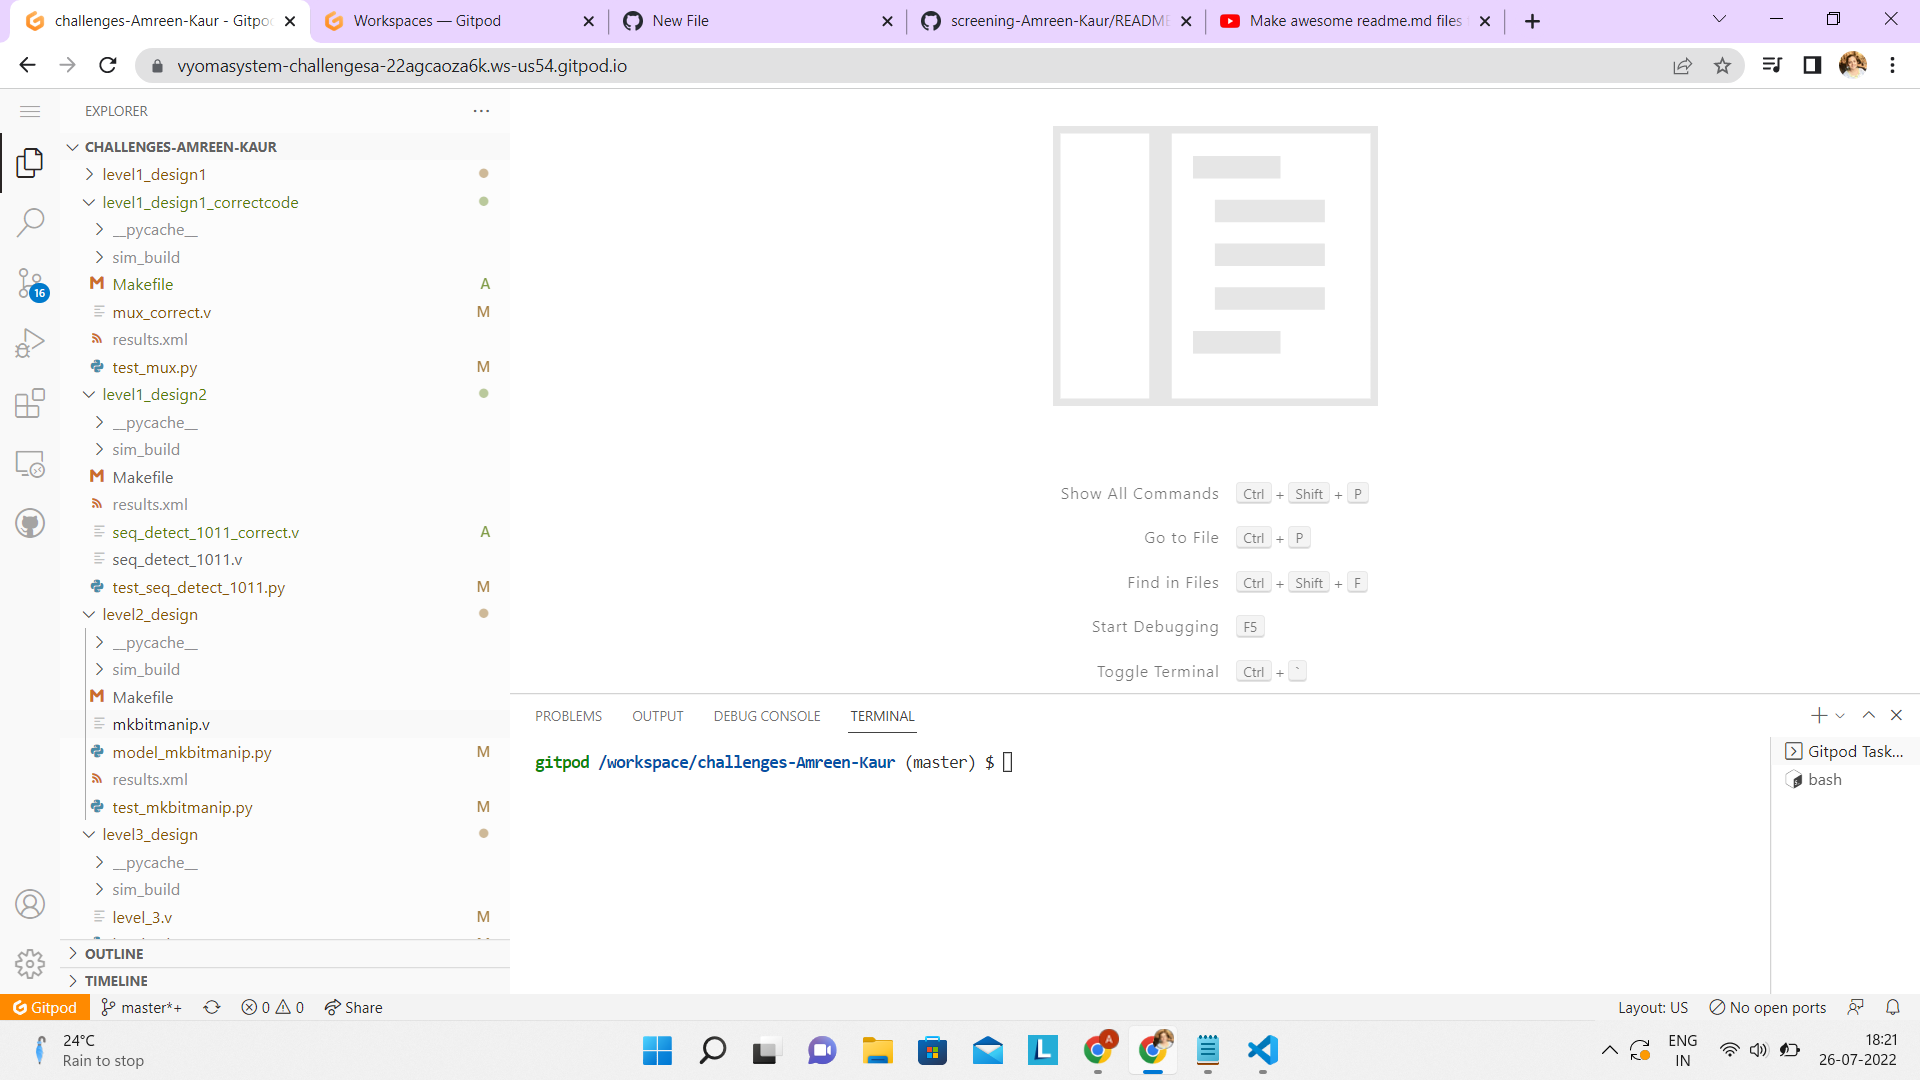 challenges-Amreen-Kaur - Gitpod
Workspaces — Gitpod
New File
screening-Amreen-Kaur/README
Make awesome readme.md files
vyomasystem-challengesa-22agcaoza6k.ws-us54.gitpod.io
EXPLORER
CHALLENGES-AMREEN-KAUR
level1_design1
level1_design1_correctcode
__pycache__
sim_build
Makefile A
mux_correct.v M
results.xml
test_mux.py M
level1_design2
__pycache__
sim_build
Makefile
results.xml
seq_detect_1011_correct.v A
seq_detect_1011.v
test_seq_detect_1011.py M
level2_design
__pycache__
sim_build
Makefile
mkbitmanip.v
model_mkbitmanip.py M
results.xml
test_mkbitmanip.py M
level3_design
__pycache__
sim_build
level_3.v M
OUTLINE
TIMELINE
16
Show All Commands Ctrl + Shift + P
Go to File Ctrl + P
Find in Files Ctrl + Shift + F
Start Debugging F5
Toggle Terminal Ctrl + `
PROBLEMS OUTPUT DEBUG CONSOLE TERMINAL
gitpod /workspace/challenges-Amreen-Kaur (master) $
Gitpod Task...
bash
Gitpod master*+ 0 0 Share
Layout: US No open ports
24°C
Rain to stop
L
A
ENG
IN
18:21
26-07-2022